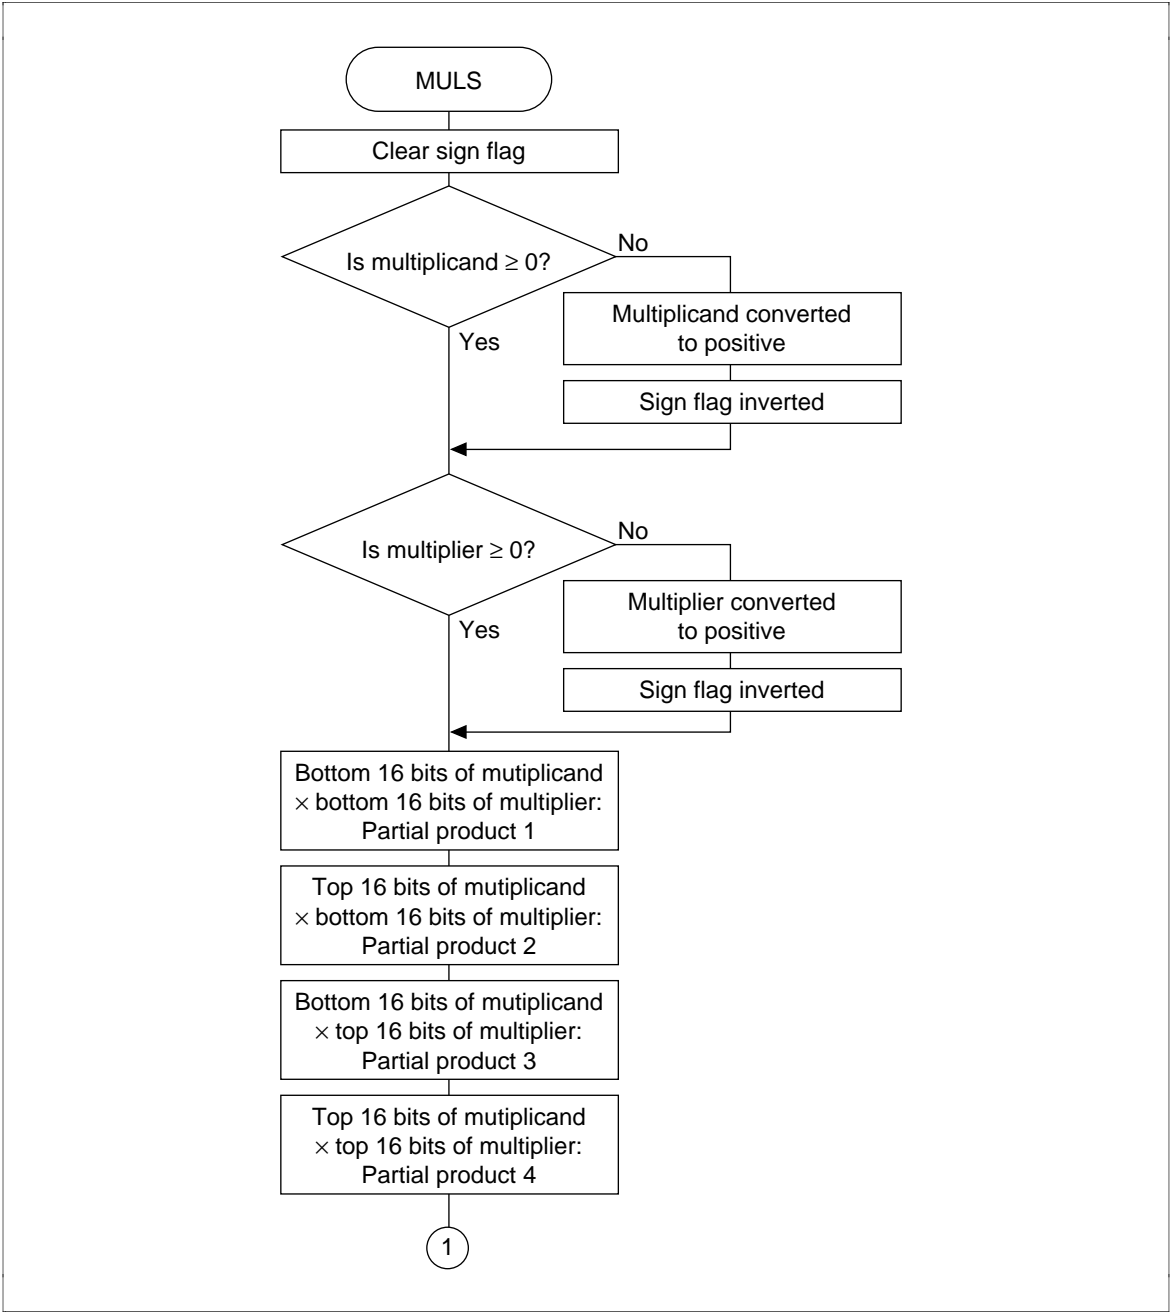 MULS
Clear sign flag
Is multiplicand ≥ 0?
No
Multiplicand converted
to positive
Yes
Sign flag inverted
Is multiplier ≥ 0?
No
Multiplier converted
to positive
Yes
Sign flag inverted
Bottom 16 bits of mutiplicand
× bottom 16 bits of multiplier:
Partial product 1
Top 16 bits of mutiplicand
× bottom 16 bits of multiplier:
Partial product 2
Bottom 16 bits of mutiplicand
× top 16 bits of multiplier:
Partial product 3
Top 16 bits of mutiplicand
× top 16 bits of multiplier:
Partial product 4
1